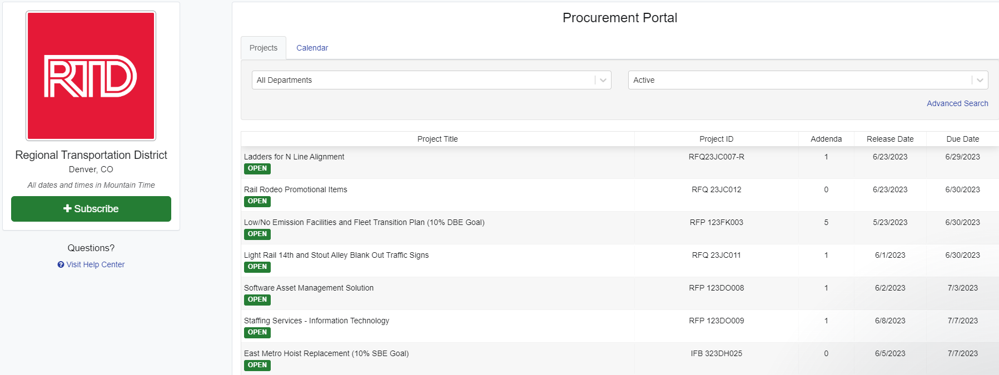 RTD
Regional Transportation District
Denver, CO
All dates and times in Mountain Time
Subscribe
Questions?
Visit Help Center
Procurement Portal
Projects Calendar
All Departments Active
Advanced Search
Project Title Project ID Addenda Release Date Due Date
Ladders for N Line Alignment RFQ23JC007-R 1 6/23/2023 6/29/2023
OPEN
Rail Rodeo Promotional Items RFQ 23JC012 0 6/23/2023 6/30/2023
OPEN
Low/No Emission Facilities and Fleet Transition Plan (10% DBE Goal) RFP 123FK003 5 5/23/2023 6/30/2023
OPEN
Light Rail 14th and Stout Alley Blank Out Traffic Signs RFQ 23JC011 1 6/1/2023 6/30/2023
OPEN
Software Asset Management Solution RFP 123DO008 1 6/2/2023 7/3/2023
OPEN
Staffing Services - Information Technology RFP 123DO009 1 6/8/2023 7/7/2023
OPEN
East Metro Hoist Replacement (10% SBE Goal) IFB 323DH025 0 6/5/2023 7/7/2023
OPEN